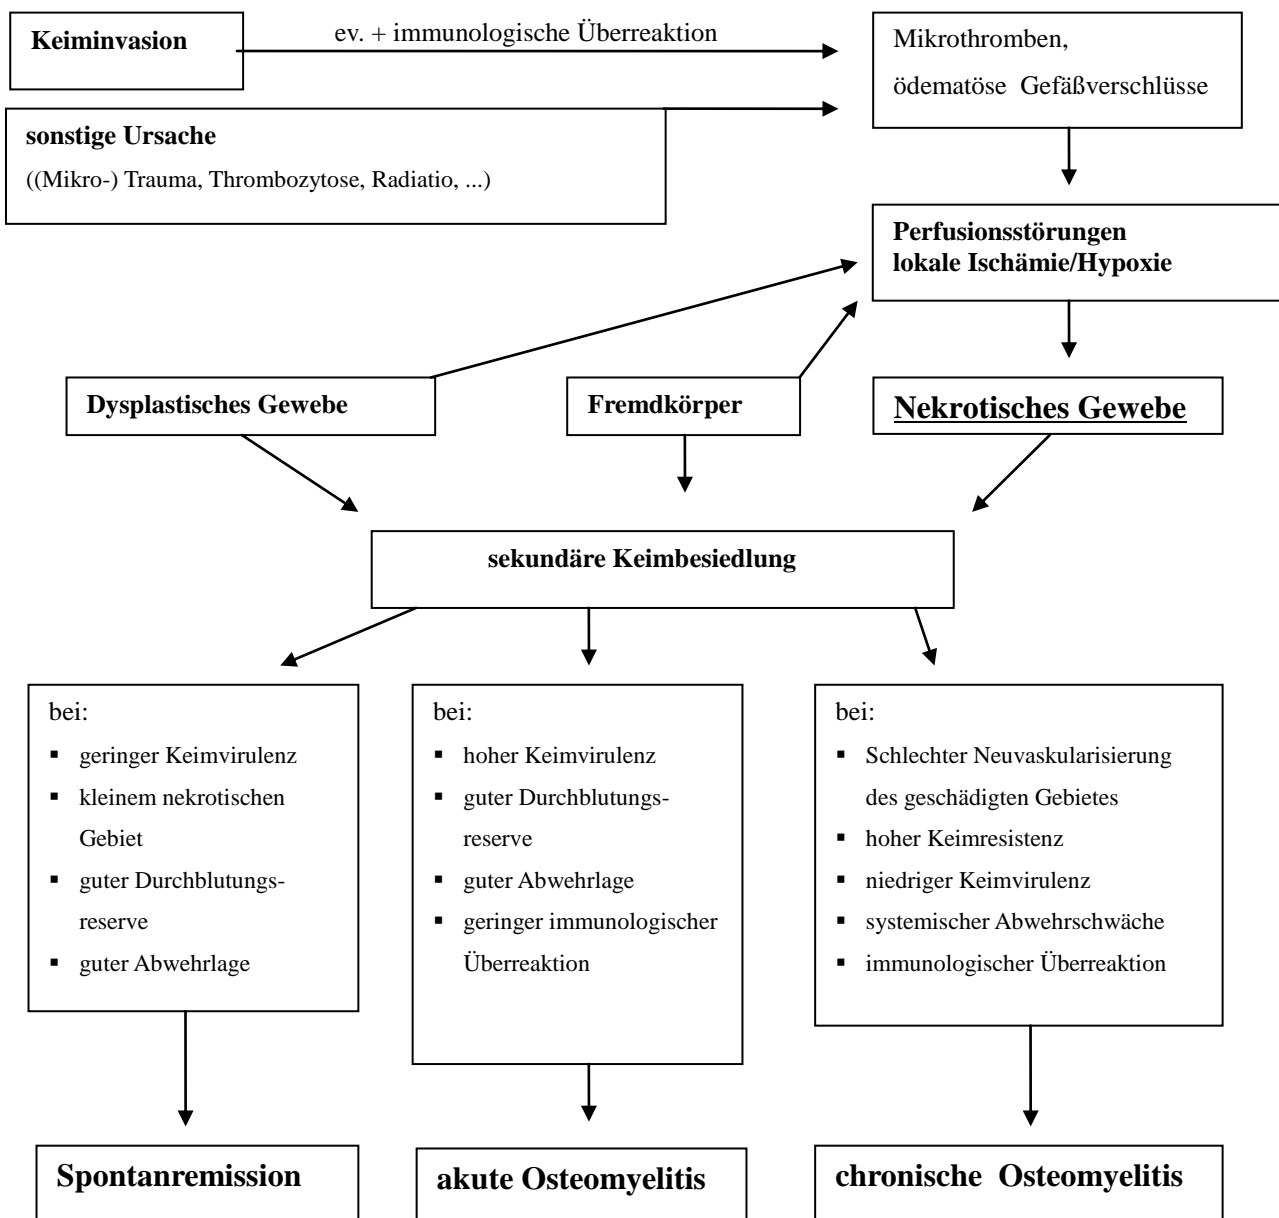 Keiminvasion
ev. + immunologische Überreaktion
Mikrothromben,
ödematöse Gefäßverschlüsse
sonstige Ursache
((Mikro-) Trauma, Thrombozytose, Radiatio, ...)
Perfusionsstörungen
lokale Ischämie/Hypoxie
Dysplastisches Gewebe
Fremdkörper
Nekrotisches Gewebe
sekundäre Keimbesiedlung
bei:
▪ geringer Keimvirulenz
▪ kleinem nekrotischen
Gebiet
▪ guter Durchblutungs-
reserve
▪ guter Abwehrlage
bei:
▪ hoher Keimvirulenz
▪ guter Durchblutungs-
reserve
▪ guter Abwehrlage
▪ geringer immunologischer
Überreaktion
bei:
▪ Schlechter Neuvaskularisierung
des geschädigten Gebietes
▪ hoher Keimresistenz
▪ niedriger Keimvirulenz
▪ systemischer Abwehrschwäche
▪ immunologischer Überreaktion
Spontanremission
akute Osteomyelitis
chronische Osteomyelitis